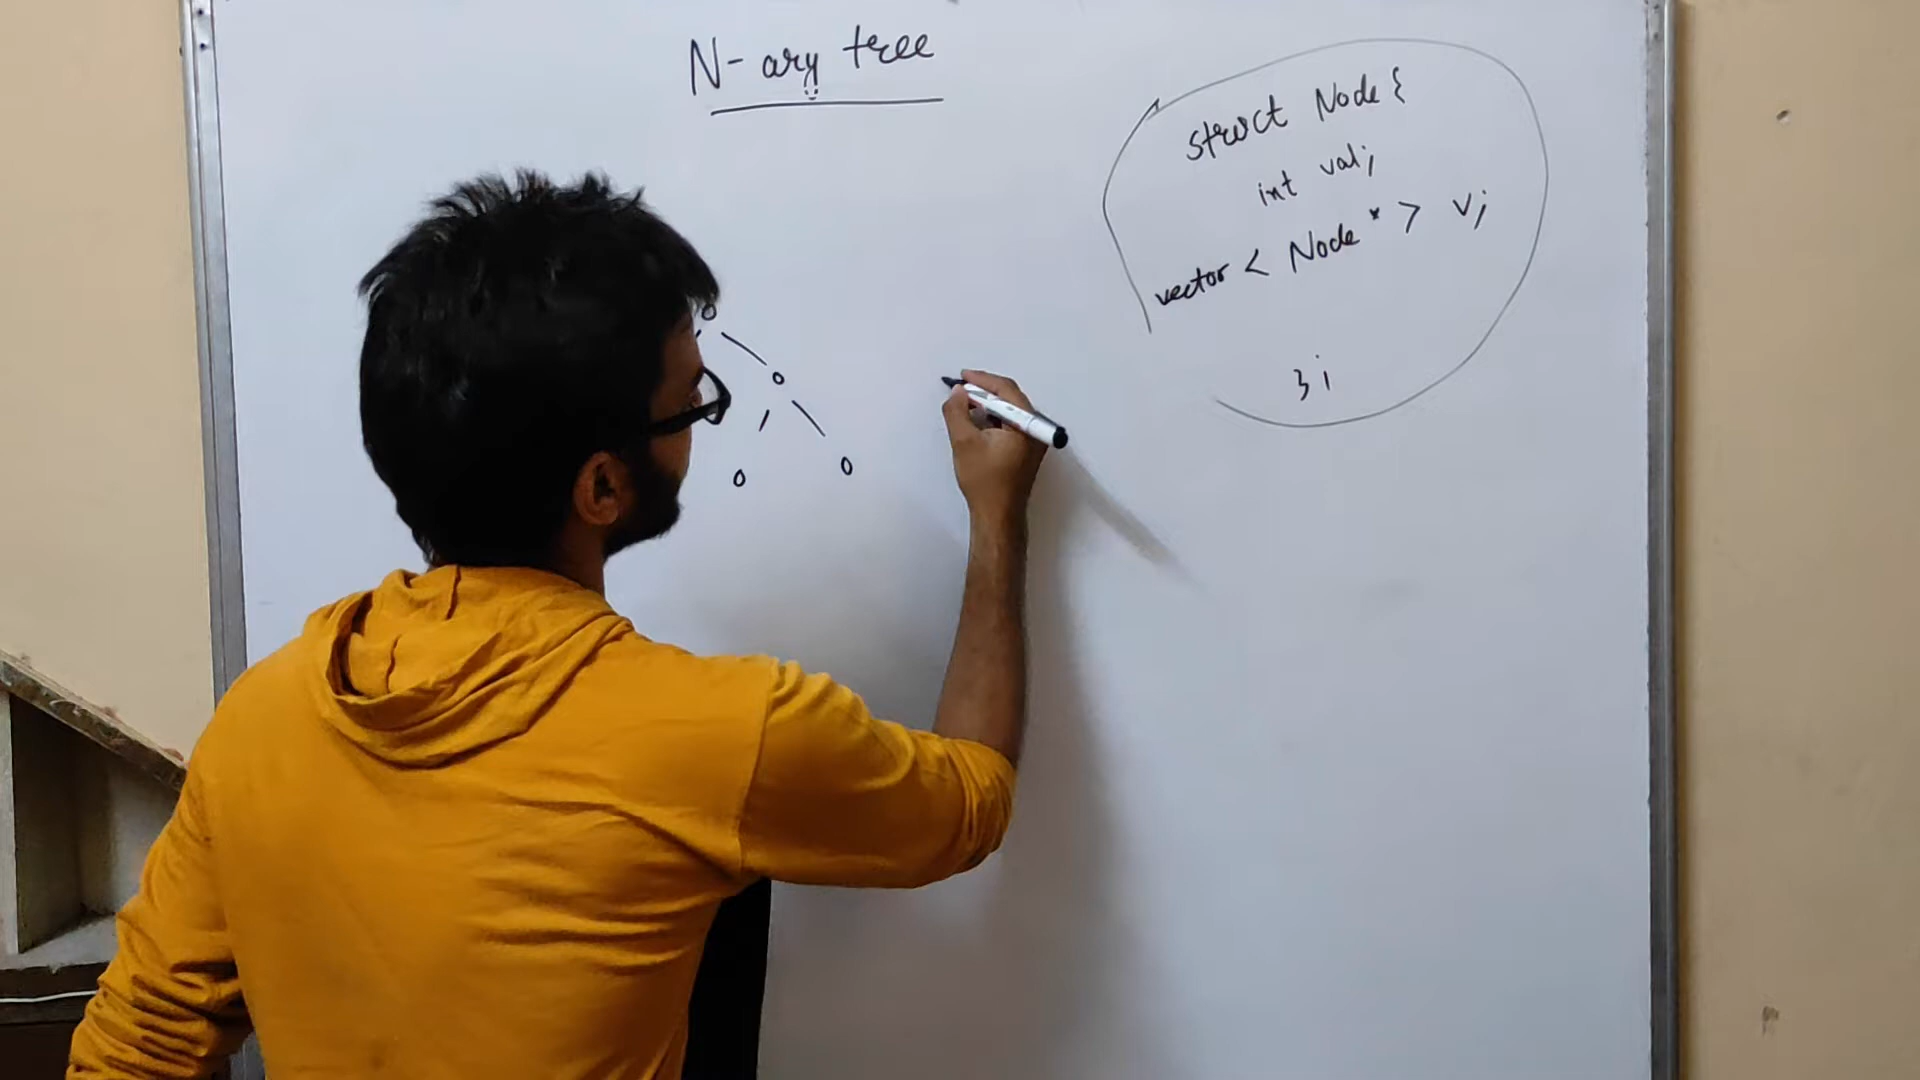 N-ary tree
struct Node {
int val;
vector < Node * > v;
};